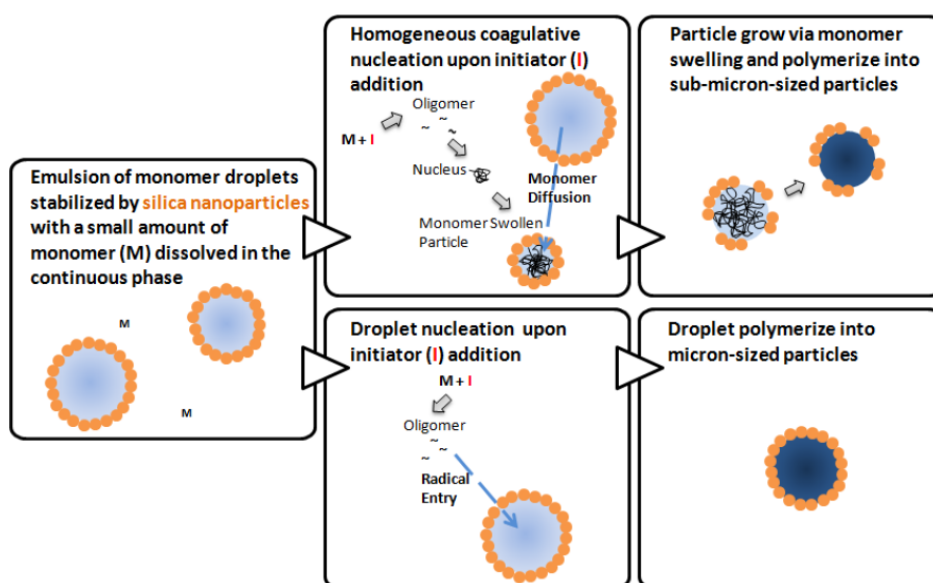 Emulsion of monomer droplets
stabilized by silica nanoparticles
with a small amount of
monomer (M) dissolved in the
continuous phase
M
M
Homogeneous coagulative
nucleation upon initiator (I)
addition
Oligomer
~ ~
~
M + I
Nucleus
Monomer
Diffusion
Monomer Swollen
Particle
Particle grow via monomer
swelling and polymerize into
sub-micron-sized particles
Droplet nucleation upon
initiator (I) addition
M + I
Oligomer
~
~ ~
Radical
Entry
Droplet polymerize into
micron-sized particles